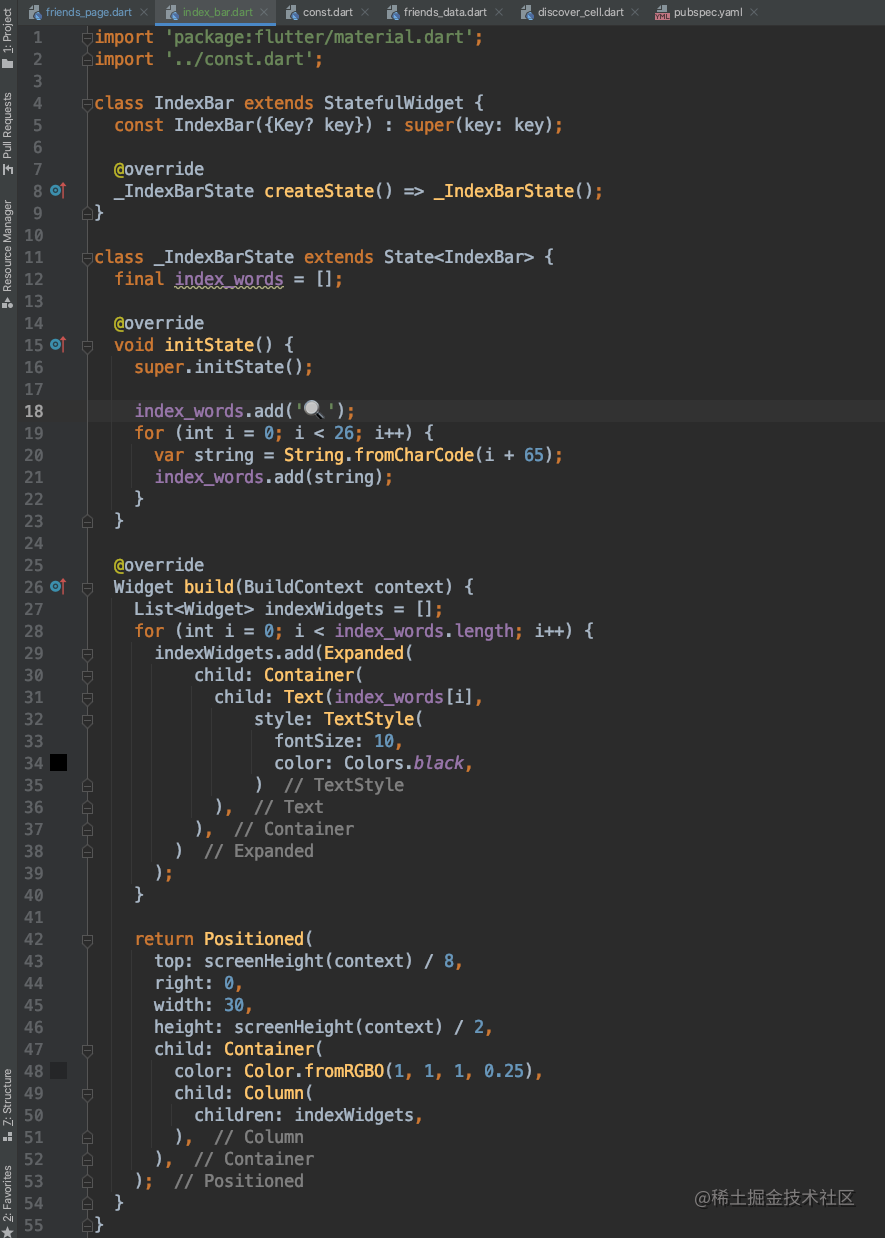 friends_page.dart index_bar.dart const.dart friends_data.dart discover_cell.dart pubspec.yaml
1: Project
Pull Requests
Resource Manager
Z: Structure
2: Favorites
1 import 'package:flutter/material.dart';
2 import '../const.dart';
3
4 class IndexBar extends StatefulWidget {
5   const IndexBar({Key? key}) : super(key: key);
6
7   @override
8   _IndexBarState createState() => _IndexBarState();
9 }
10
11 class _IndexBarState extends State<IndexBar> {
12   final index_words = [];
13
14   @override
15   void initState() {
16     super.initState();
17
18     index_words.add('🔍');
19     for (int i = 0; i < 26; i++) {
20       var string = String.fromCharCode(i + 65);
21       index_words.add(string);
22     }
23   }
24
25   @override
26   Widget build(BuildContext context) {
27     List<Widget> indexWidgets = [];
28     for (int i = 0; i < index_words.length; i++) {
29       indexWidgets.add(Expanded(
30           child: Container(
31             child: Text(index_words[i],
32                 style: TextStyle(
33                   fontSize: 10,
34                   color: Colors.black,
35                 )  // TextStyle
36             ),  // Text
37           ),  // Container
38         )  // Expanded
39       );
40     }
41
42     return Positioned(
43       top: screenHeight(context) / 8,
44       right: 0,
45       width: 30,
46       height: screenHeight(context) / 2,
47       child: Container(
48         color: Color.fromRGBO(1, 1, 1, 0.25),
49         child: Column(
50           children: indexWidgets,
51         ),  // Column
52       ),  // Container
53     );  // Positioned
54   }
55 }
@稀土掘金技术社区